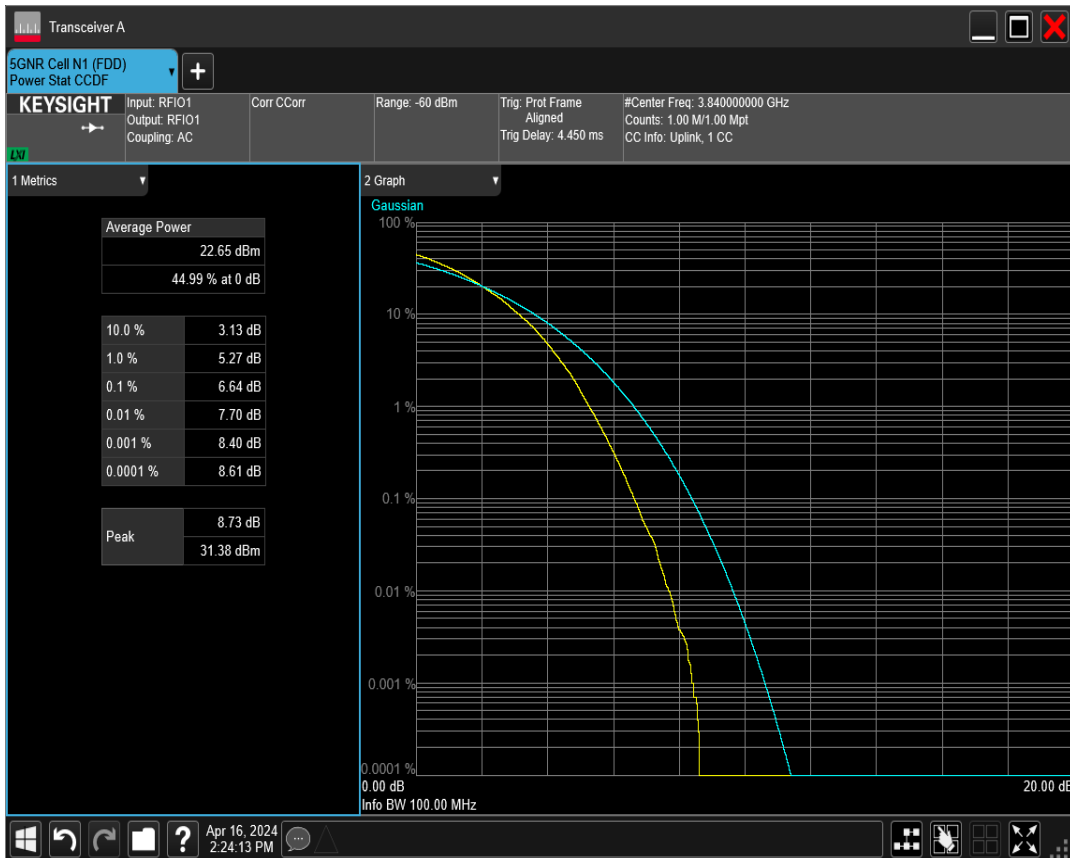 Transceiver A
5GNR Cell N1 (FDD)
Power Stat CCDF
+
KEYSIGHT
LXI
Input: RFIO1
Output: RFIO1
Coupling: AC
Corr CCorr
Range: -60 dBm
Trig: Prot Frame
Aligned
Trig Delay: 4.450 ms
#Center Freq: 3.840000000 GHz
Counts: 1.00 M/1.00 Mpt
CC Info: Uplink, 1 CC
1 Metrics
Average Power
22.65 dBm
44.99 % at 0 dB
10.0 % 3.13 dB
1.0 % 5.27 dB
0.1 % 6.64 dB
0.01 % 7.70 dB
0.001 % 8.40 dB
0.0001 % 8.61 dB
Peak
8.73 dB
31.38 dBm
2 Graph
Gaussian
100 %
10 %
1 %
0.1 %
0.01 %
0.001 %
0.0001 %
0.00 dB 20.00 dB
Info BW 100.00 MHz
?
Apr 16, 2024
2:24:13 PM